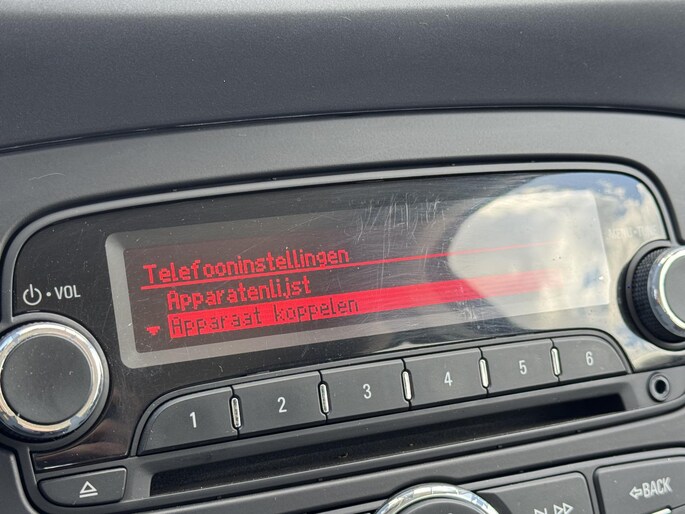 Telefooninstellingen
Apparatenlijst
Apparaat koppelen
VOL
1 2 3 4 5 6
BACK